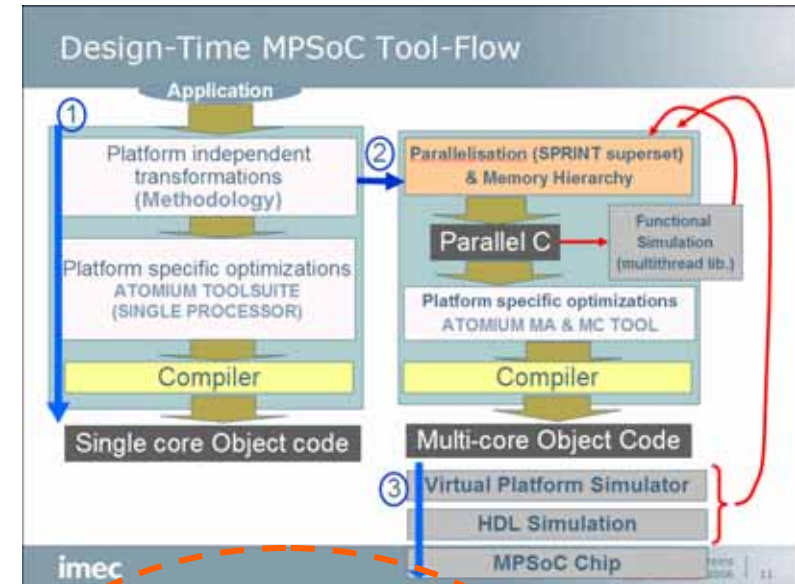 Design-Time MPSoC Tool-Flow
Application
1
Platform independent
transformations
(Methodology)
Platform specific optimizations
ATOMIUM TOOLSUITE
(SINGLE PROCESSOR)
Compiler
Single core Object code
2
Parallelisation (SPRINT superset)
& Memory Hierarchy
Parallel C
Functional
Simulation
(multithread lib.)
Platform specific optimizations
ATOMIUM MA & MC TOOL
Compiler
Multi-core Object Code
3
Virtual Platform Simulator
HDL Simulation
MPSoC Chip
imec
11